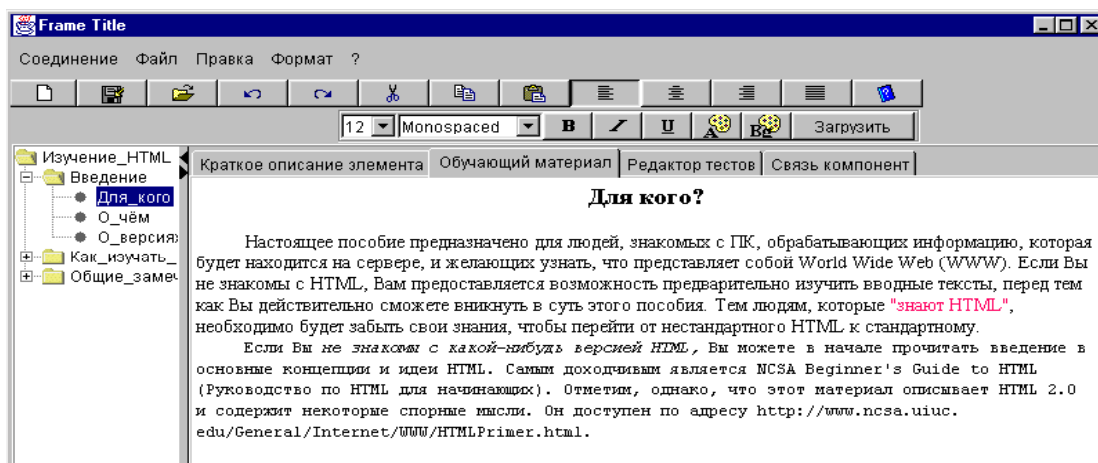 Frame Title
Соединение Файл Правка Формат ?
12 Monospaced B I U A Bg Загрузить
Изучение_HTML
Введение
Для_кого
О_чём
О_версия
Как_изучать_
Общие_заме
Краткое описание элемента Обучающий материал Редактор тестов Связь компонент
Для кого?
Настоящее пособие предназначено для людей, знакомых с ПК, обрабатывающих информацию, которая
будет находится на сервере, и желающих узнать, что представляет собой World Wide Web (WWW). Если Вы
не знакомы с HTML, Вам предоставляется возможность предварительно изучить вводные тексты, перед тем
как Вы действительно сможете вникнуть в суть этого пособия. Тем людям, которые "знают HTML",
необходимо будет забыть свои знания, чтобы перейти от нестандартного HTML к стандартному.
Если Вы не знакомы с какой-нибудь версией HTML, Вы можете в начале прочитать введение в
основные концепции и идеи HTML. Самым доходчивым является NCSA Beginner's Guide to HTML
(Руководство по HTML для начинающих). Отметим, однако, что этот материал описывает HTML 2.0
и содержит некоторые спорные мысли. Он доступен по адресу http://www.ncsa.uiuc.
edu/General/Internet/WWW/HTMLPrimer.html.